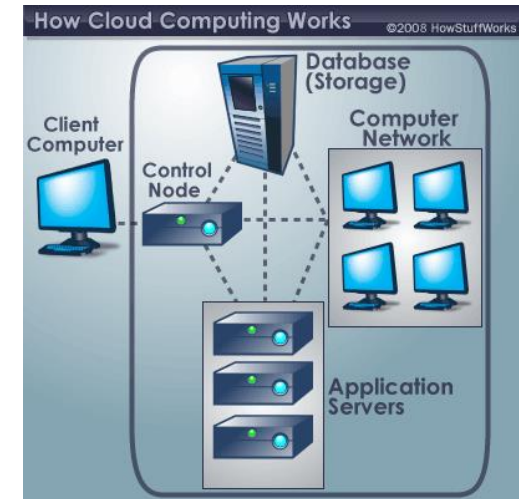 How Cloud Computing Works
©2008 HowStuffWorks
Database
(Storage)
Client
Computer
Computer
Network
Control
Node
Application
Servers